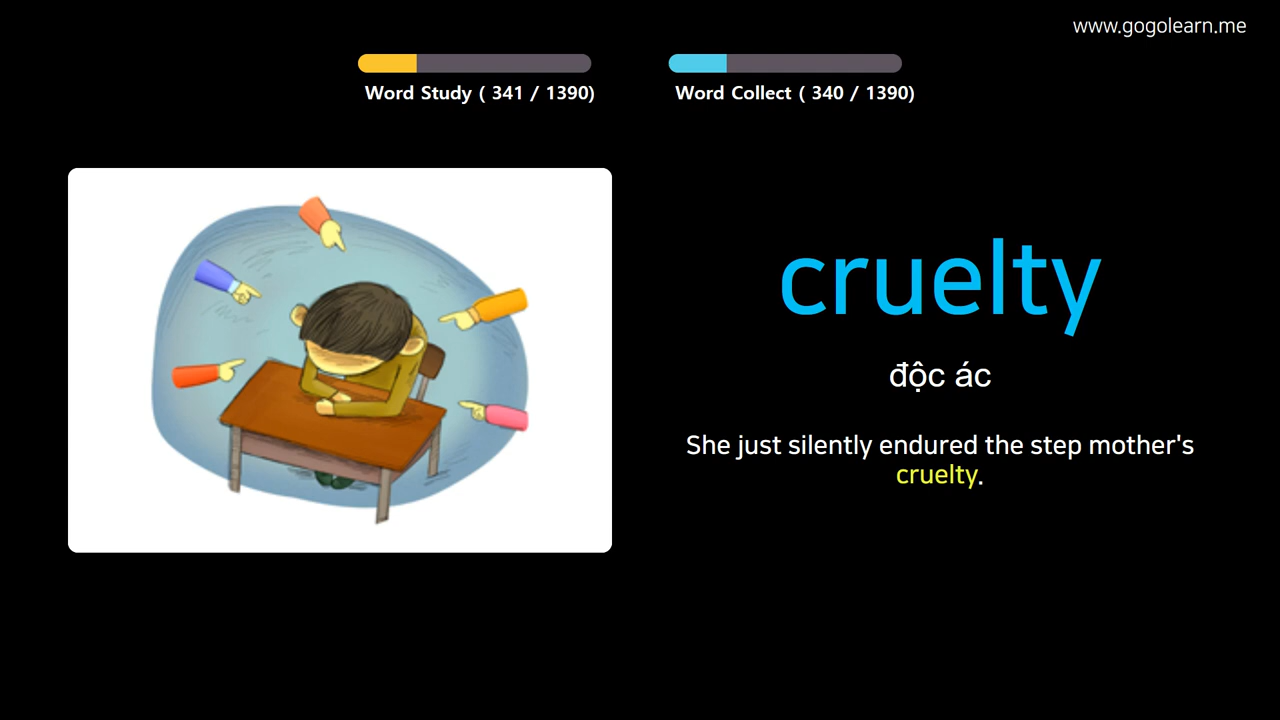 www.gogolearn.me
Word Study ( 341 / 1390)
Word Collect ( 340 / 1390)
cruelty
độc ác
She just silently endured the step mother's
cruelty.